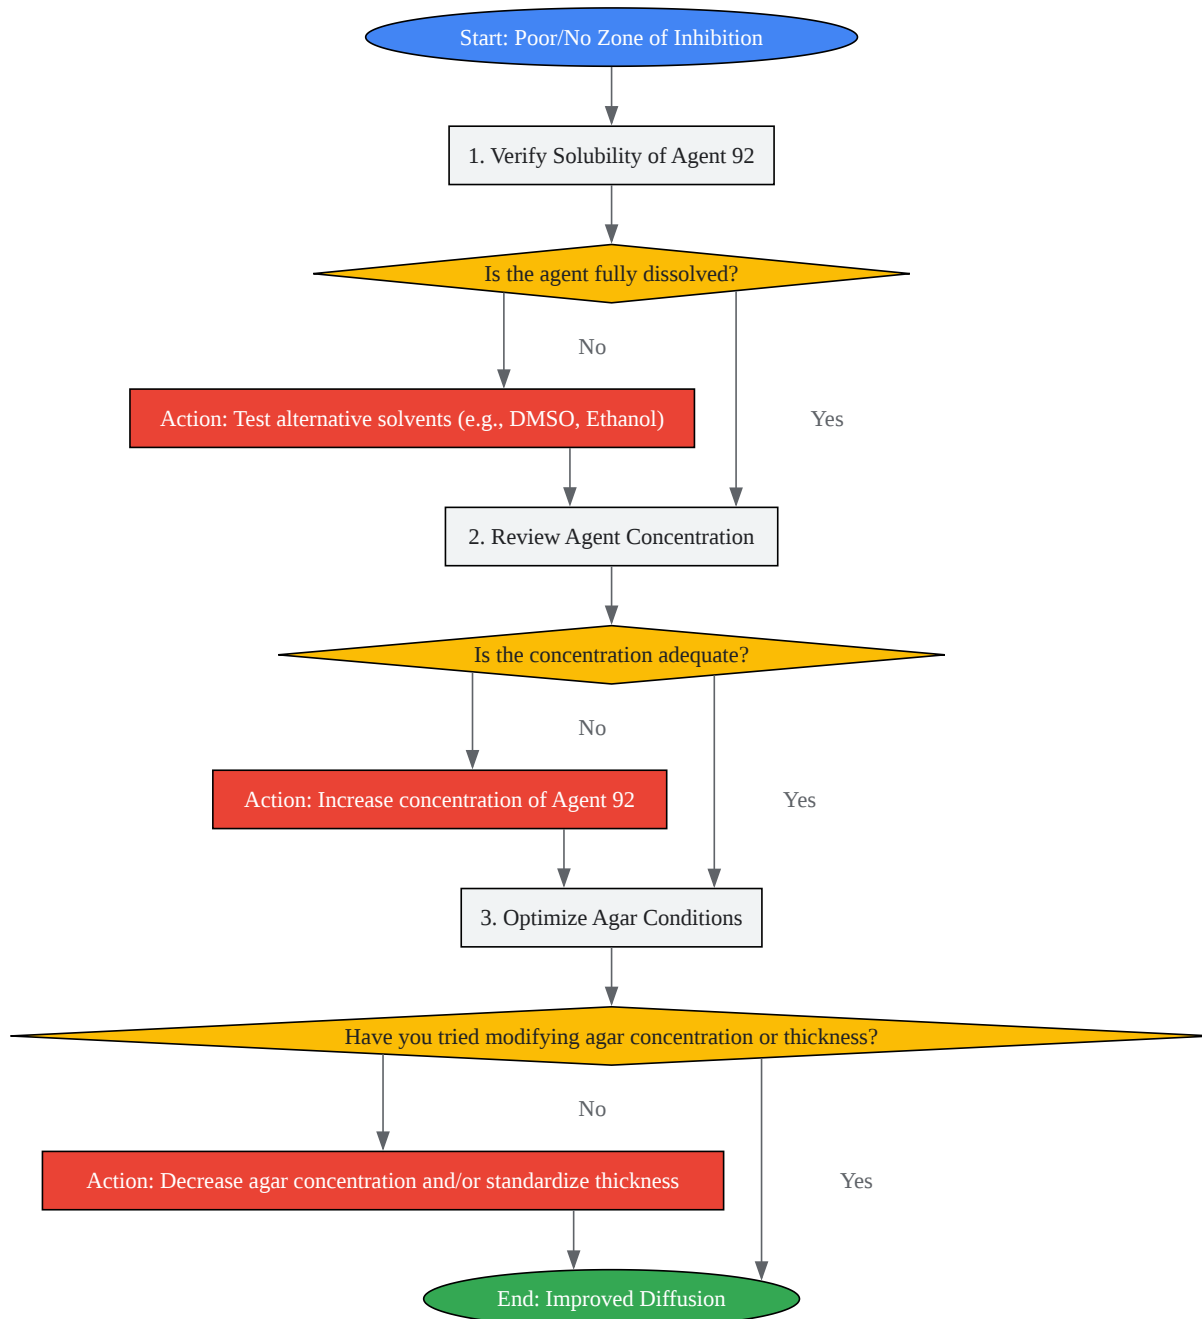 Start: Poor/No Zone of Inhibition
1. Verify Solubility of Agent 92
Is the agent fully dissolved?
No
Action: Test alternative solvents (e.g., DMSO, Ethanol)
Yes
2. Review Agent Concentration
Is the concentration adequate?
No
Action: Increase concentration of Agent 92
Yes
3. Optimize Agar Conditions
Have you tried modifying agar concentration or thickness?
No
Action: Decrease agar concentration and/or standardize thickness
Yes
End: Improved Diffusion